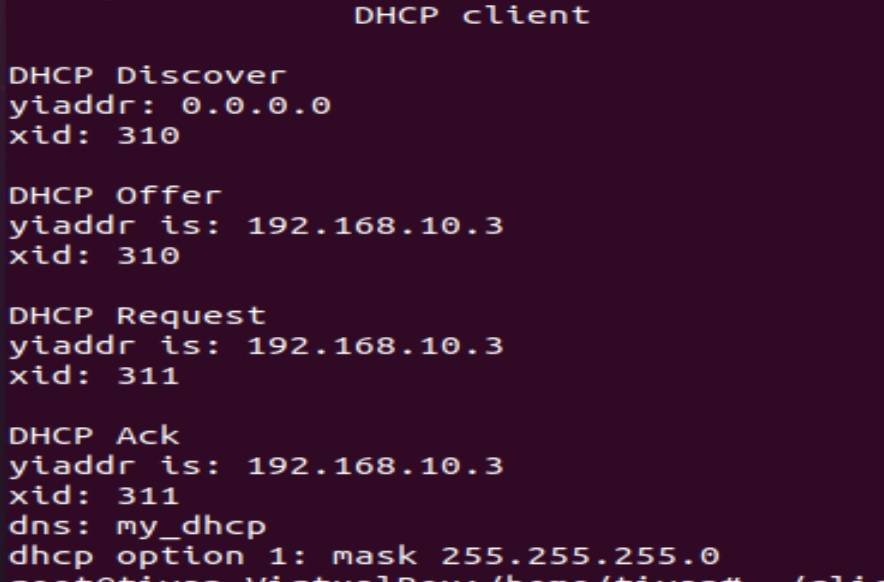 DHCP client
DHCP Discover
yiaddr: 0.0.0.0
xid: 310
DHCP Offer
yiaddr is: 192.168.10.3
xid: 310
DHCP Request
yiaddr is: 192.168.10.3
xid: 311
DHCP Ack
yiaddr is: 192.168.10.3
xid: 311
dns: my_dhcp
dhcp option 1: mask 255.255.255.0